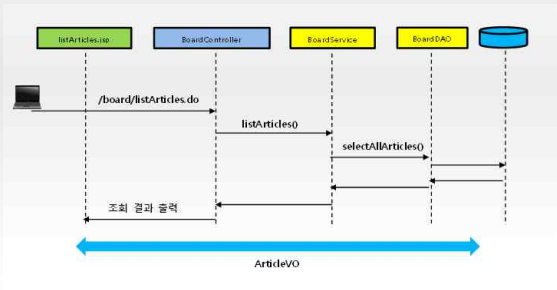 listArticles.jsp
BoardController
BoardService
BoardDAO
/board/listArticles.do
listArticles()
selectAllArticles()
조회 결과 출력
ArticleVO